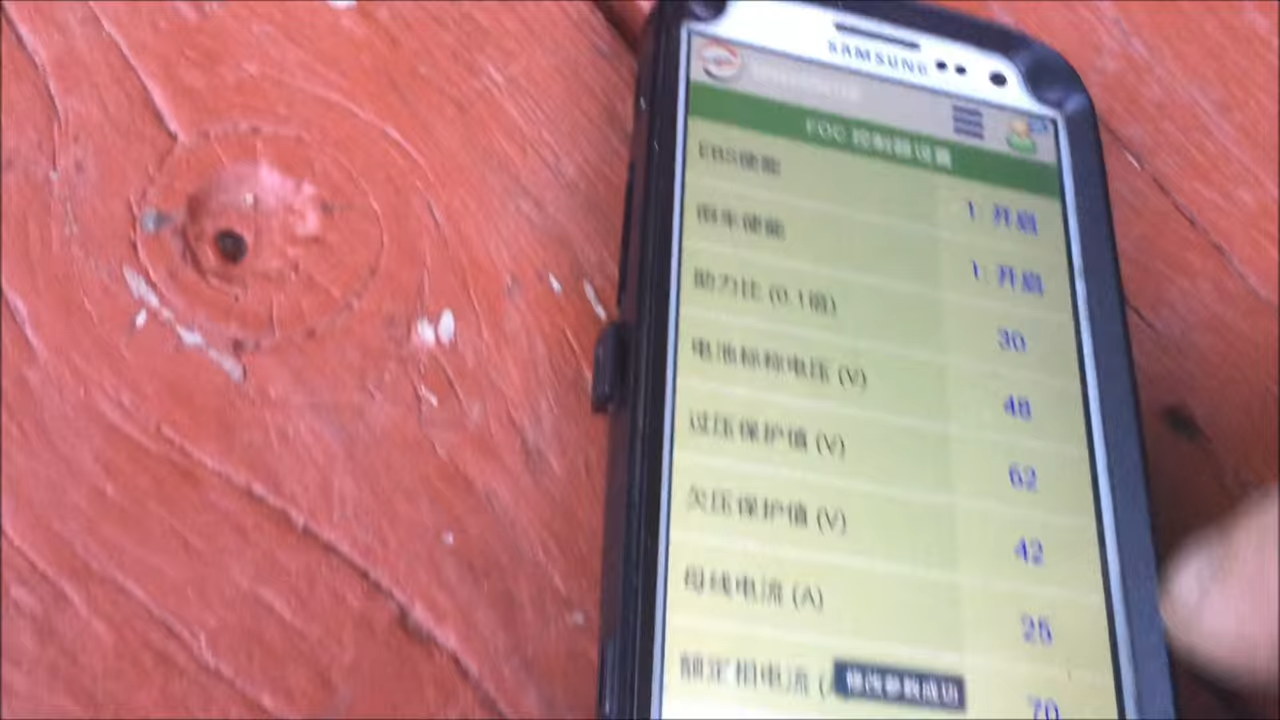 SAMSUNG
FOC 控制器设置
EBS使能
1: 开启
倒车使能
1: 开启
助力比 (0.1倍)
30
电池标称电压 (V)
48
过压保护值 (V)
62
欠压保护值 (V)
42
母线电流 (A)
25
额定相电流 (
70
修改参数成功